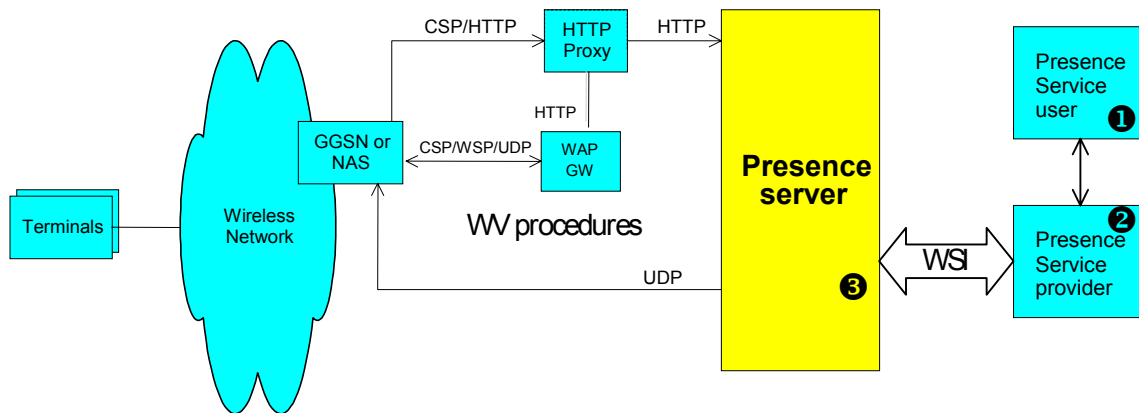 CSP/HTTP
HTTP
Proxy
HTTP
HTTP
GGSN or
NAS
CSP/WSP/UDP
WAP
GW
Terminals
Wireless
Network
WV procedures
UDP
Presence
server
❸
WSI
Presence
Service
user
❶
❷
Presence
Service
provider